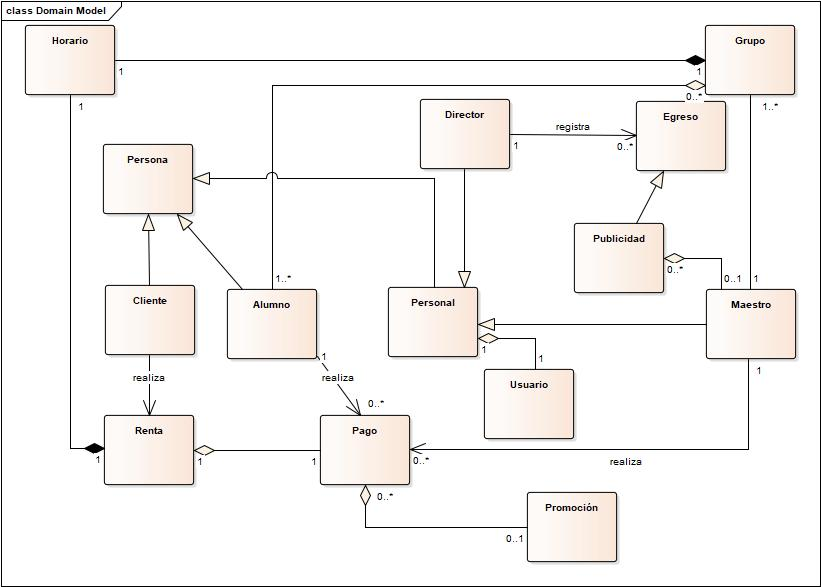 class Domain Model
Horario
Grupo
1
1
1
0..*
Director
Egreso
1..*
registra
1
0..*
Persona
Publicidad
0..*
0..1
1
1..*
Cliente
Alumno
Personal
Maestro
1
1
1
realiza
realiza
1
Usuario
0..*
Renta
Pago
1
1
1
0..*
realiza
0..*
Promoción
0..1